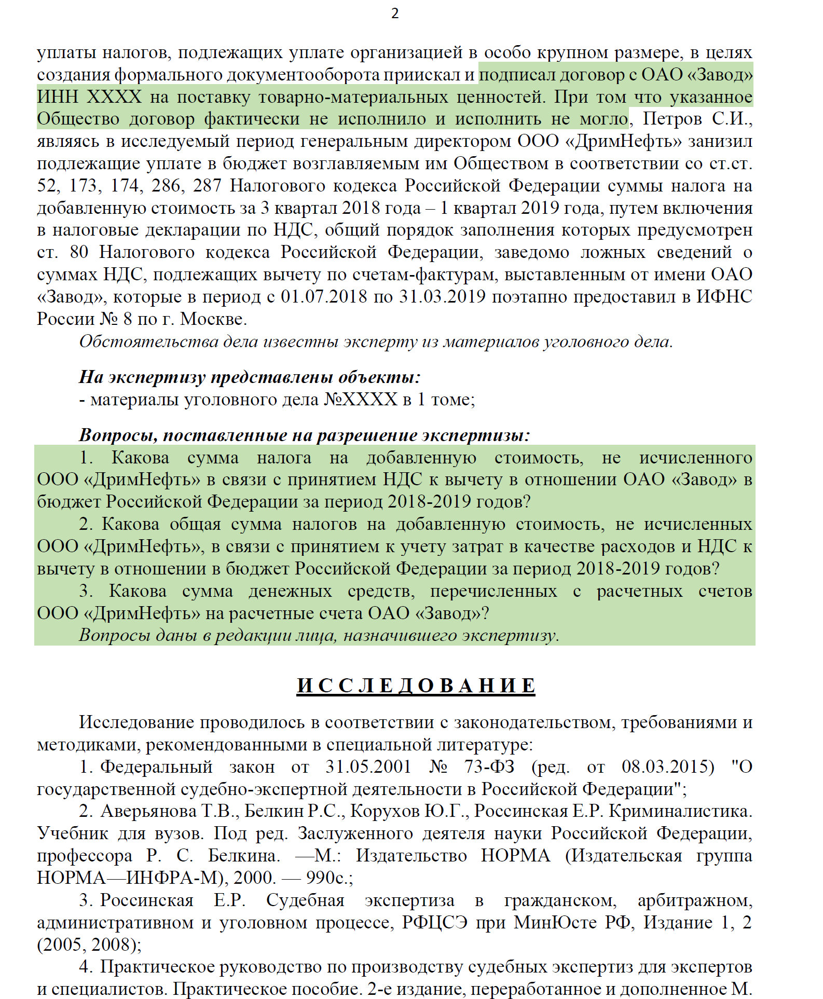 2
уплаты налогов, подлежащих уплате организацией в особо крупном размере, в целях
создания формального документооборота приискал и подписал договор с ОАО «Завод»
ИНН ХХХХ на поставку товарно-материальных ценностей. При том что указанное
Общество договор фактически не исполнило и исполнить не могло, Петров С.И.,
являясь в исследуемый период генеральным директором ООО «ДримНефть» занизил
подлежащие уплате в бюджет возглавляемым им Обществом в соответствии со ст.ст.
52, 173, 174, 286, 287 Налогового кодекса Российской Федерации суммы налога на
добавленную стоимость за 3 квартал 2018 года – 1 квартал 2019 года, путем включения
в налоговые декларации по НДС, общий порядок заполнения которых предусмотрен
ст. 80 Налогового кодекса Российской Федерации, заведомо ложных сведений о
суммах НДС, подлежащих вычету по счетам-фактурам, выставленным от имени ОАО
«Завод», которые в период с 01.07.2018 по 31.03.2019 поэтапно предоставил в ИФНС
России № 8 по г. Москве.
Обстоятельства дела известны эксперту из материалов уголовного дела.
На экспертизу представлены объекты:
- материалы уголовного дела №ХХХХ в 1 томе;
Вопросы, поставленные на разрешение экспертизы:
1. Какова сумма налога на добавленную стоимость, не исчисленного
ООО «ДримНефть» в связи с принятием НДС к вычету в отношении ОАО «Завод» в
бюджет Российской Федерации за период 2018-2019 годов?
2. Какова общая сумма налогов на добавленную стоимость, не исчисленных
ООО «ДримНефть», в связи с принятием к учету затрат в качестве расходов и НДС к
вычету в отношении в бюджет Российской Федерации за период 2018-2019 годов?
3. Какова сумма денежных средств, перечисленных с расчетных счетов
ООО «ДримНефть» на расчетные счета ОАО «Завод»?
Вопросы даны в редакции лица, назначившего экспертизу.
И С С Л Е Д О В А Н И Е
Исследование проводилось в соответствии с законодательством, требованиями и
методиками, рекомендованными в специальной литературе:
1. Федеральный закон от 31.05.2001 № 73-ФЗ (ред. от 08.03.2015) "О
государственной судебно-экспертной деятельности в Российской Федерации";
2. Аверьянова Т.В., Белкин Р.С., Корухов Ю.Г., Россинская Е.Р. Криминалистика.
Учебник для вузов. Под ред. Заслуженного деятеля науки Российской Федерации,
профессора Р. С. Белкина. —М.: Издательство НОРМА (Издательская группа
НОРМА—ИНФРА-М), 2000. — 990с.;
3. Россинская Е.Р. Судебная экспертиза в гражданском, арбитражном,
административном и уголовном процессе, РФЦСЭ при МинЮсте РФ, Издание 1, 2
(2005, 2008);
4. Практическое руководство по производству судебных экспертиз для экспертов
и специалистов. Практическое пособие. 2-е издание, переработанное и дополненное М.